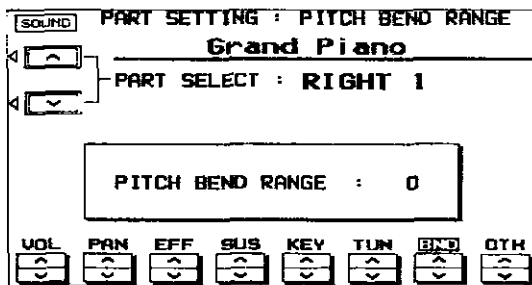 SOUND PART SETTING : PITCH BEND RANGE
Grand Piano
PART SELECT : RIGHT 1
PITCH BEND RANGE : 0
VOL PAN EFF SUS KEY TUN BND OTH